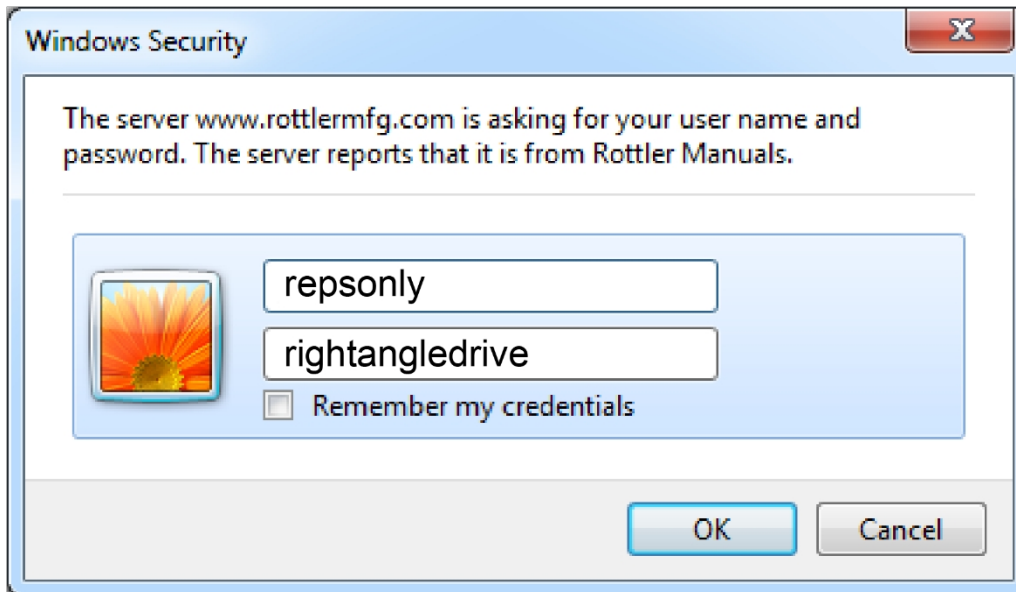 Windows Security
The server www.rottlermfg.com is asking for your user name and
password. The server reports that it is from Rottler Manuals.
repsonly
rightangledrive
Remember my credentials
OK
Cancel